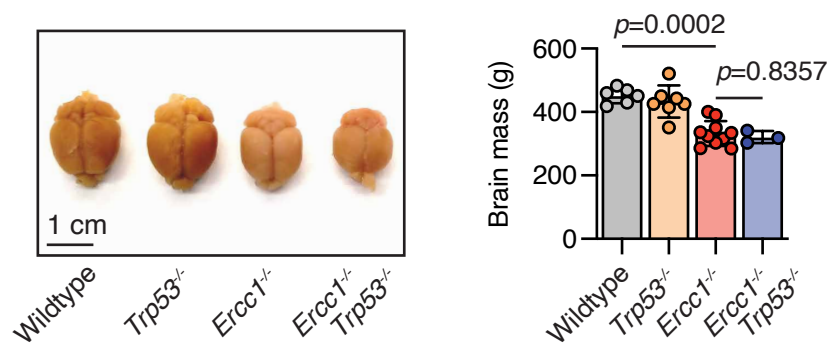 1 cm
Wildtype
Trp53-/-
Ercc1-/-
Ercc1-/-
Trp53-/-
Brain mass (g)
600
400
200
0
p=0.0002
p=0.8357
Wildtype
Trp53-/-
Ercc1-/-
Ercc1-/-
Trp53-/-